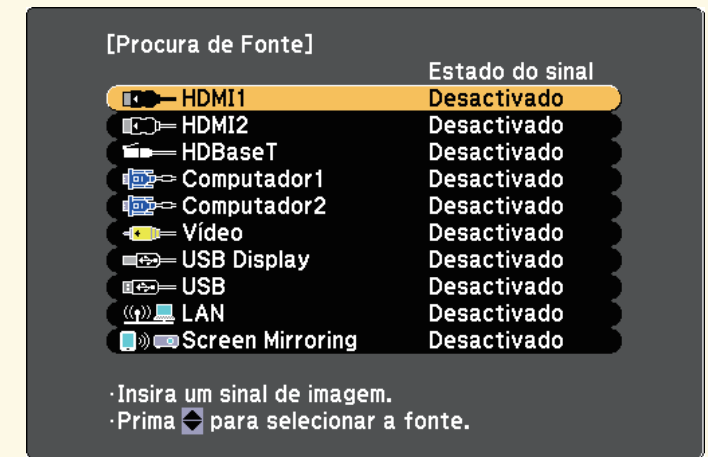 [Procura de Fonte]
Estado do sinal
HDMI1 Desactivado
HDMI2 Desactivado
HDBaseT Desactivado
Computador1 Desactivado
Computador2 Desactivado
Vídeo Desactivado
USB Display Desactivado
USB Desactivado
LAN Desactivado
Screen Mirroring Desactivado
·Insira um sinal de imagem.
·Prima para selecionar a fonte.